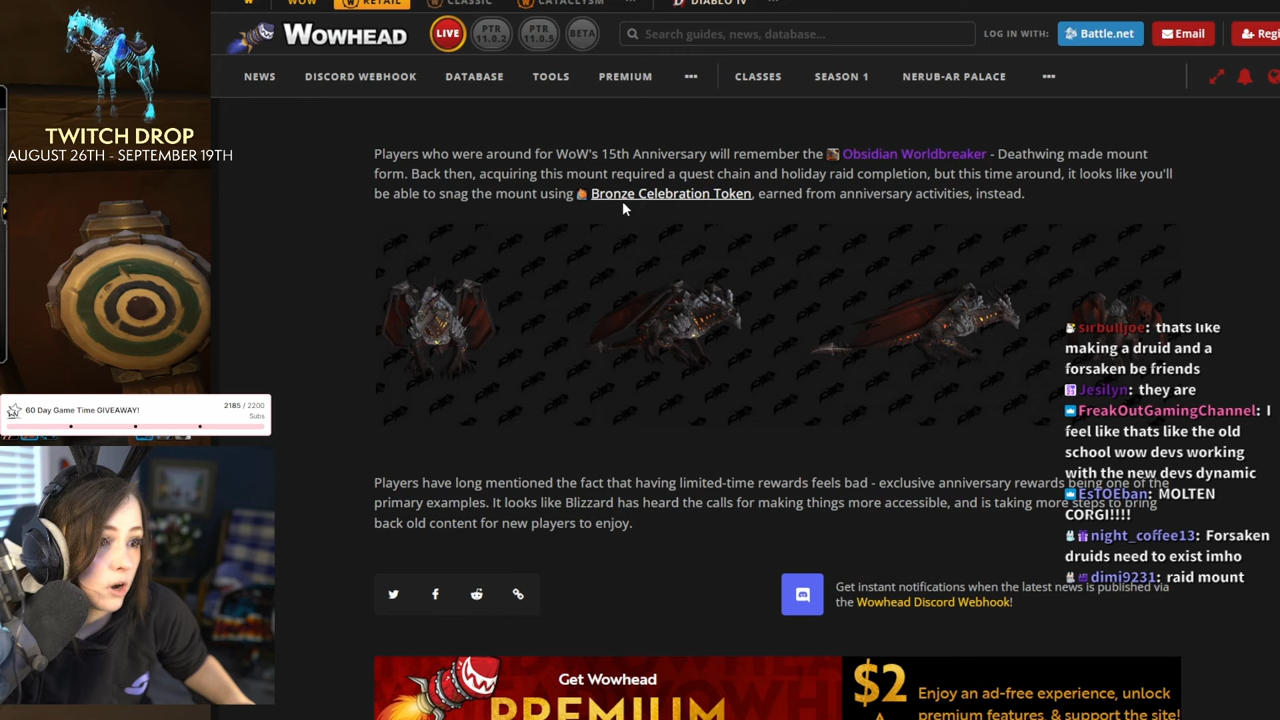 WOW
RETAIL
CLASSIC
CATACLYSM
DIABLO IV
WOWHEAD
LIVE
PTR 11.0.2
PTR 11.0.5
BETA
Search guides, news, database...
LOG IN WITH:
Battle.net
Email
Regi
NEWS
DISCORD WEBHOOK
DATABASE
TOOLS
PREMIUM
CLASSES
SEASON 1
NERUB-AR PALACE
TWITCH DROP
AUGUST 26TH - SEPTEMBER 19TH
Players who were around for WoW's 15th Anniversary will remember the Obsidian Worldbreaker - Deathwing made mount
form. Back then, acquiring this mount required a quest chain and holiday raid completion, but this time around, it looks like you'll
be able to snag the mount using Bronze Celebration Token, earned from anniversary activities, instead.
60 Day Game Time GIVEAWAY!
2185 / 2200
Subs
sirbulljoe: thats like
making a druid and a
forsaken be friends
Jesilyn: they are
FreakOutGamingChannel: I
feel like thats like the old
school wow devs working
with the new devs dynamic
EsTOEban: MOLTEN
CORGI!!!!
night_coffee13: Forsaken
druids need to exist imho
dimi9231: raid mount
Players have long mentioned the fact that having limited-time rewards feels bad - exclusive anniversary rewards being one of the
primary examples. It looks like Blizzard has heard the calls for making things more accessible, and is taking more steps to bring
back old content for new players to enjoy.
Get instant notifications when the latest news is published via
the Wowhead Discord Webhook!
Get Wowhead
PREMIUM
$2
Enjoy an ad-free experience, unlock
premium features, & support the site!